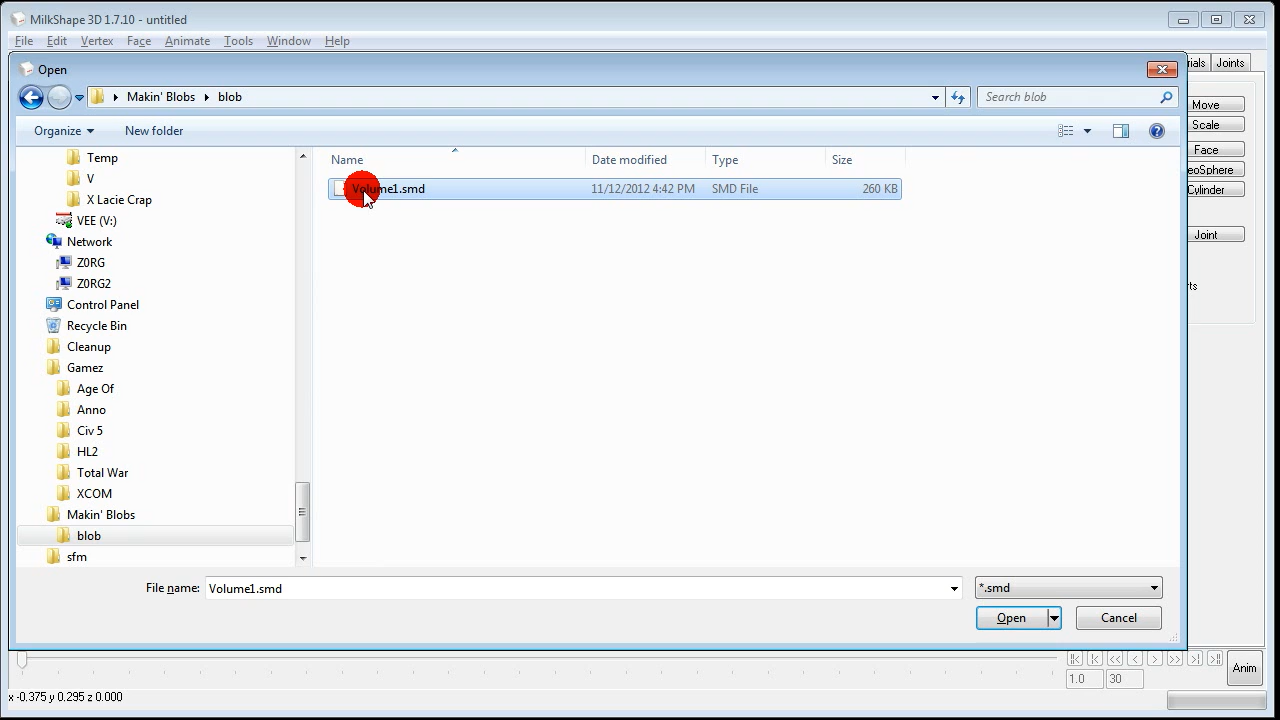 MilkShape 3D 1.7.10 - untitled
File Edit Vertex Face Animate Tools Window Help
Open
Joints
Makin' Blobs blob
Search blob
Organize New folder
Name Date modified Type Size
Volume1.smd 11/12/2012 4:42 PM SMD File 260 KB
Temp
V
X Lacie Crap
VEE (V:)
Network
Z0RG
Z0RG2
Control Panel
Recycle Bin
Cleanup
Gamez
Age Of
Anno
Civ 5
HL2
Total War
XCOM
Makin' Blobs
blob
sfm
Move
Scale
Face
eoSphere
Cylinder
Joint
File name: Volume1.smd
*.smd
Open Cancel
1.0 30 Anim
x -0.375 y 0.295 z 0.000